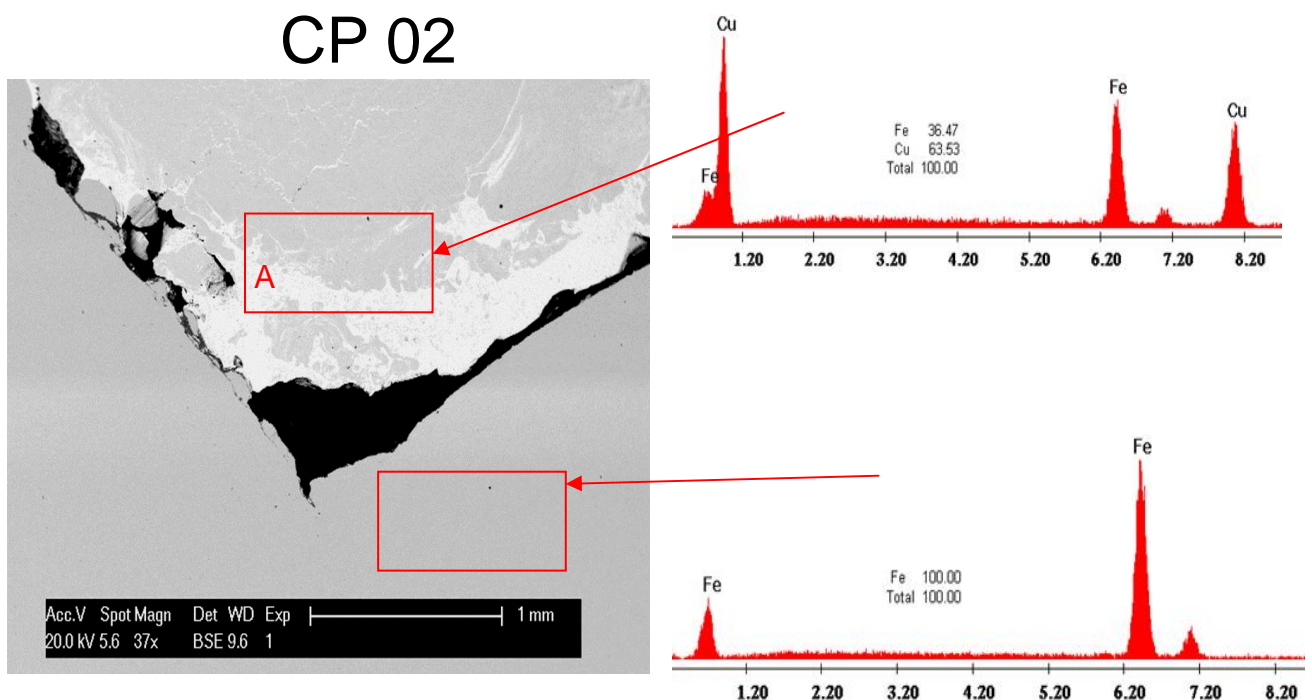 CP 02
A
Acc.V Spot Magn Det WD Exp 1 mm
20.0 kV 5.6 37x BSE 9.6 1
Cu
Fe
Fe
Cu
Fe 36.47
Cu 63.53
Total 100.00
1.20 2.20 3.20 4.20 5.20 6.20 7.20 8.20
Fe
Fe
Fe 100.00
Total 100.00
1.20 2.20 3.20 4.20 5.20 6.20 7.20 8.20